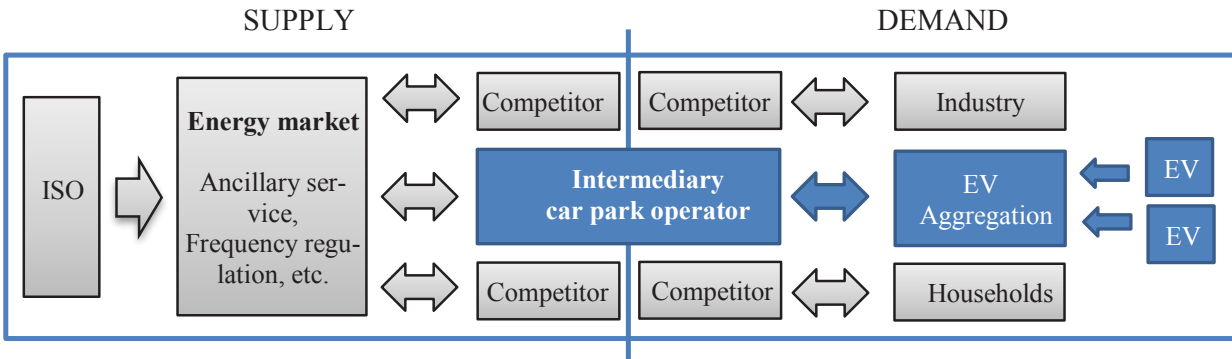 SUPPLY
DEMAND
ISO
Energy market
Ancillary ser-
vice,
Frequency regu-
lation, etc.
Competitor
Competitor
Industry
Intermediary
car park operator
EV
Aggregation
EV
EV
Competitor
Competitor
Households